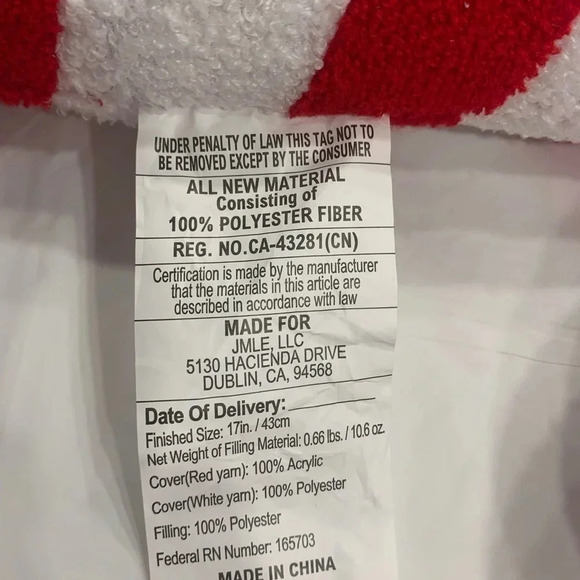 UNDER PENALTY OF LAW THIS TAG NOT TO
BE REMOVED EXCEPT BY THE CONSUMER
ALL NEW MATERIAL
Consisting of
100% POLYESTER FIBER
REG. NO.CA-43281(CN)
Certification is made by the manufacturer
that the materials in this article are
described in accordance with law
MADE FOR
JMLE, LLC
5130 HACIENDA DRIVE
DUBLIN, CA, 94568
Date Of Delivery:
Finished Size: 17in. / 43cm
Net Weight of Filling Material: 0.66 lbs. / 10.6 oz.
Cover(Red yarn): 100% Acrylic
Cover(White yarn): 100% Polyester
Filling: 100% Polyester
Federal RN Number: 165703
MADE IN CHINA